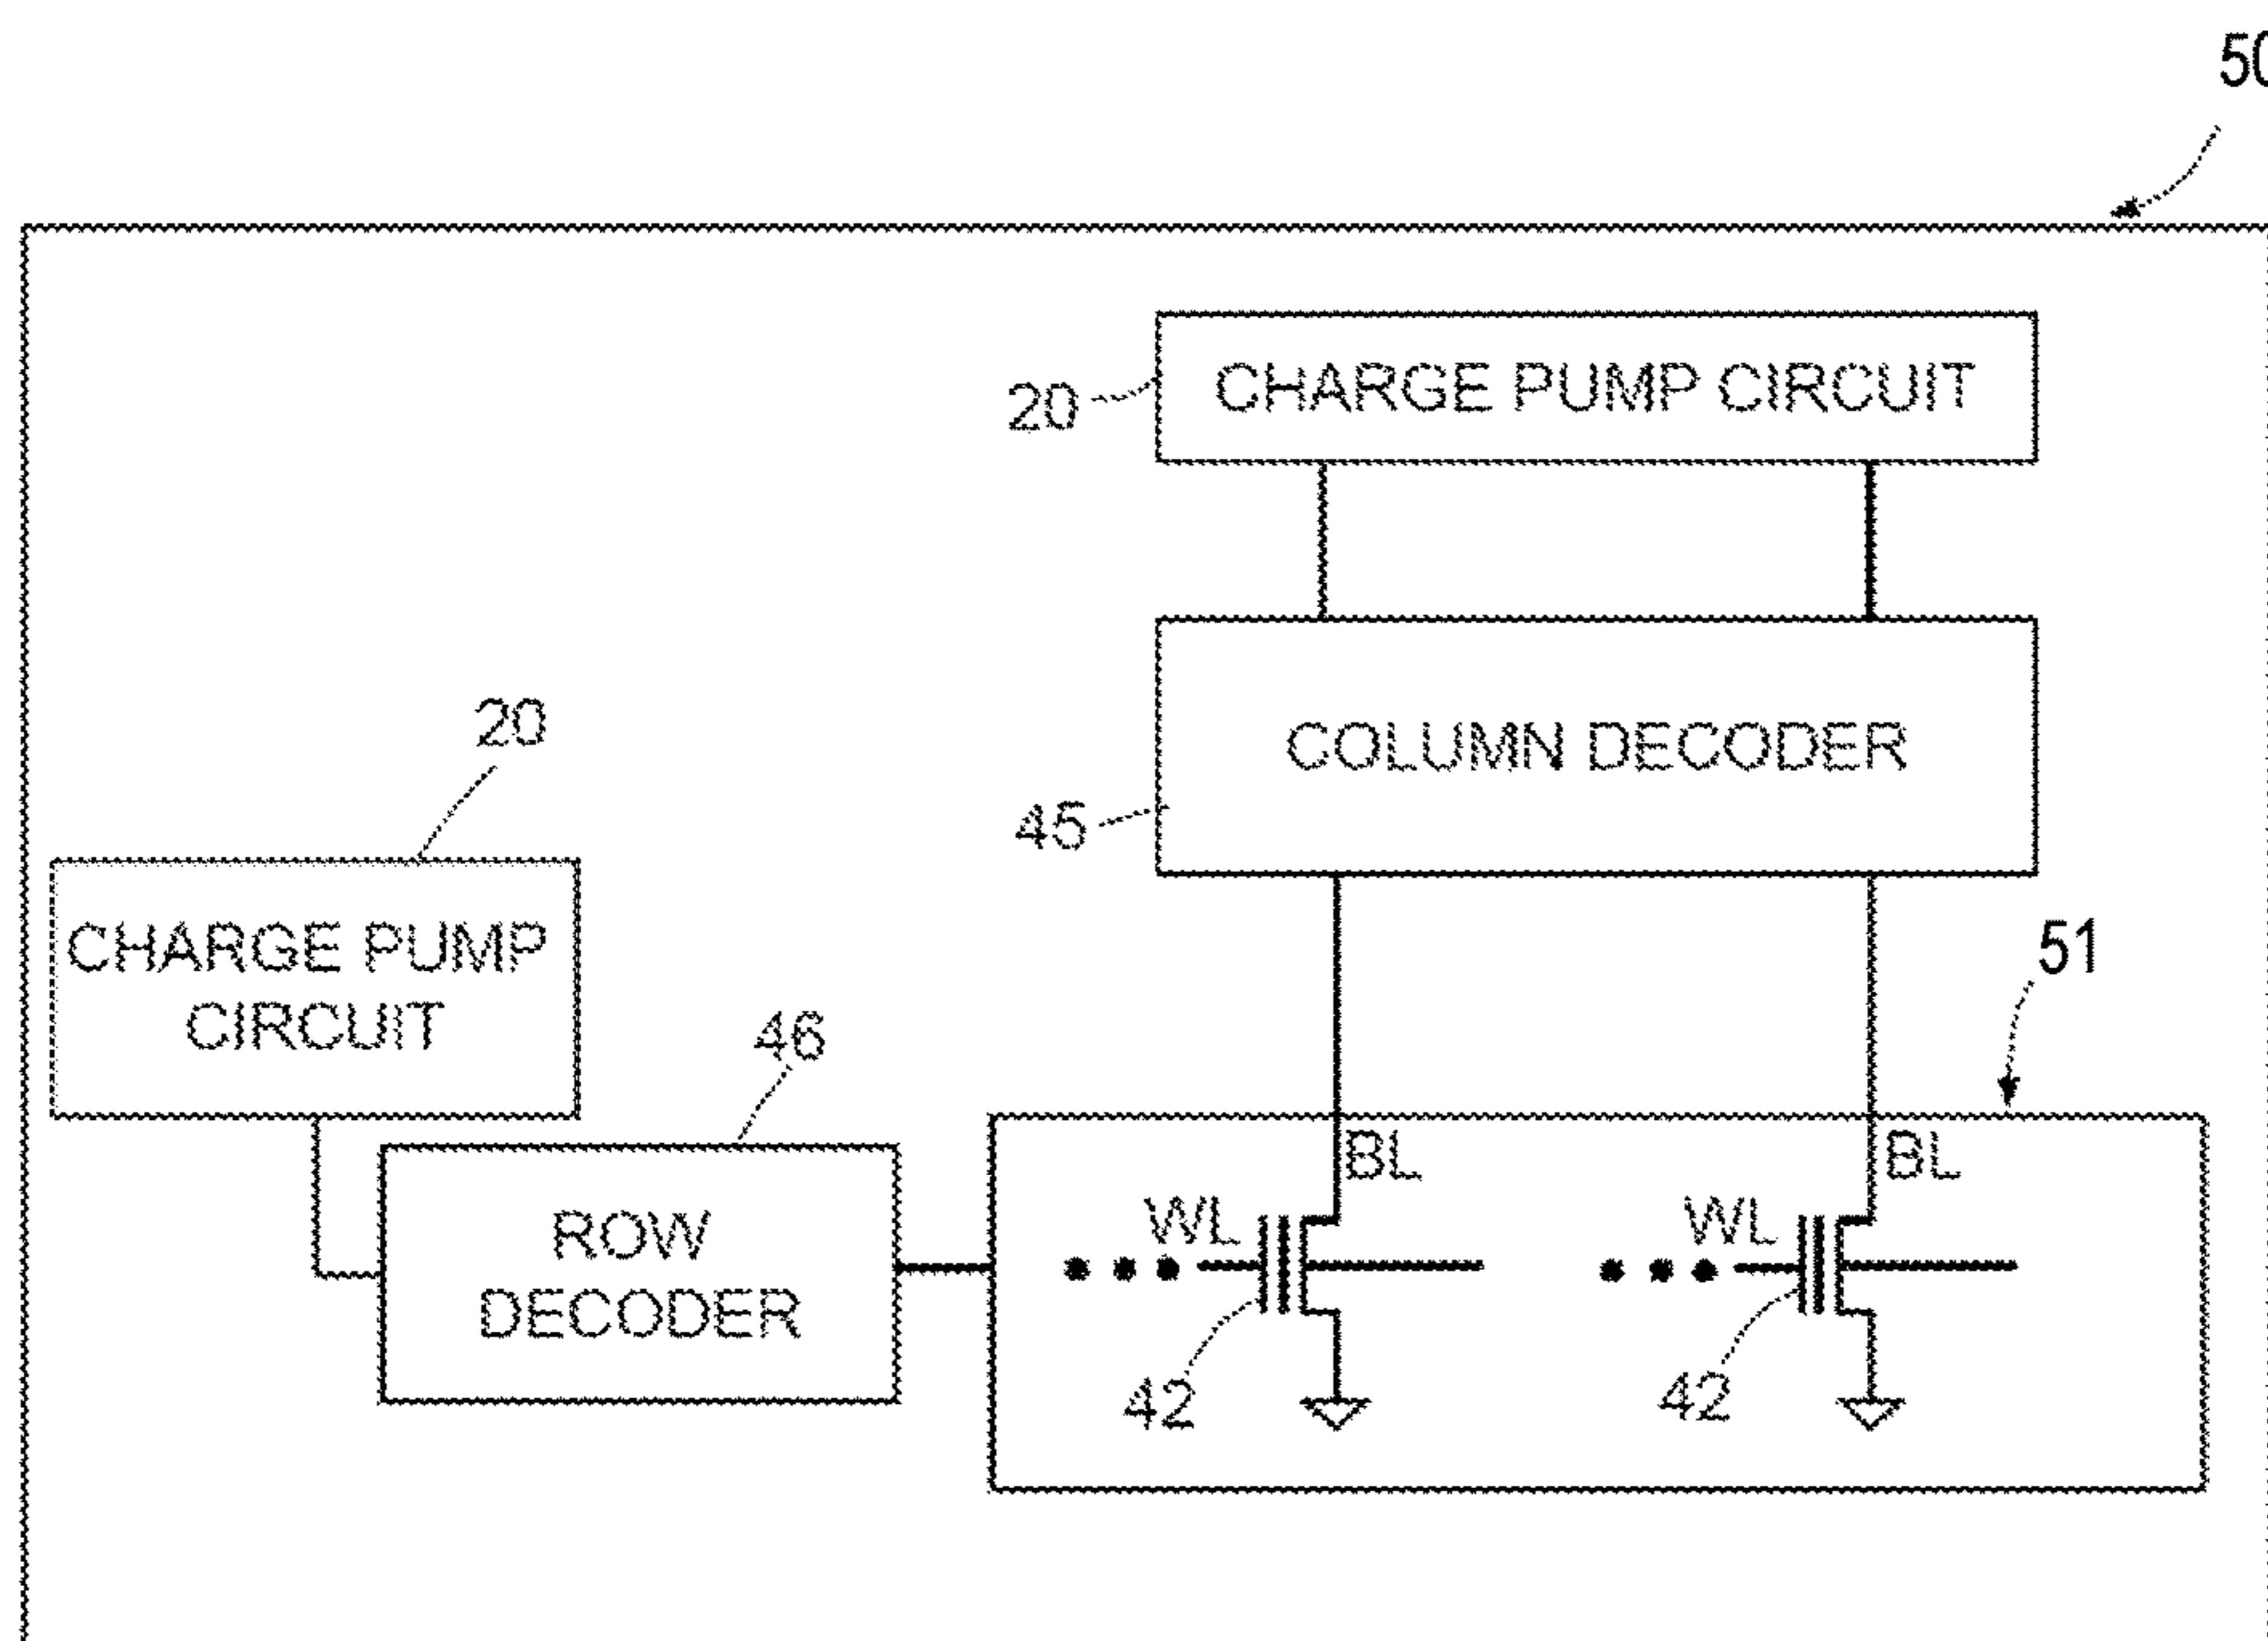 50
20
CHARGE PUMP CIRCUIT
COLUMN DECODER
45
20
CHARGE PUMP
CIRCUIT
46
51
ROW
DECODER
BL
BL
WL
WL
42
42